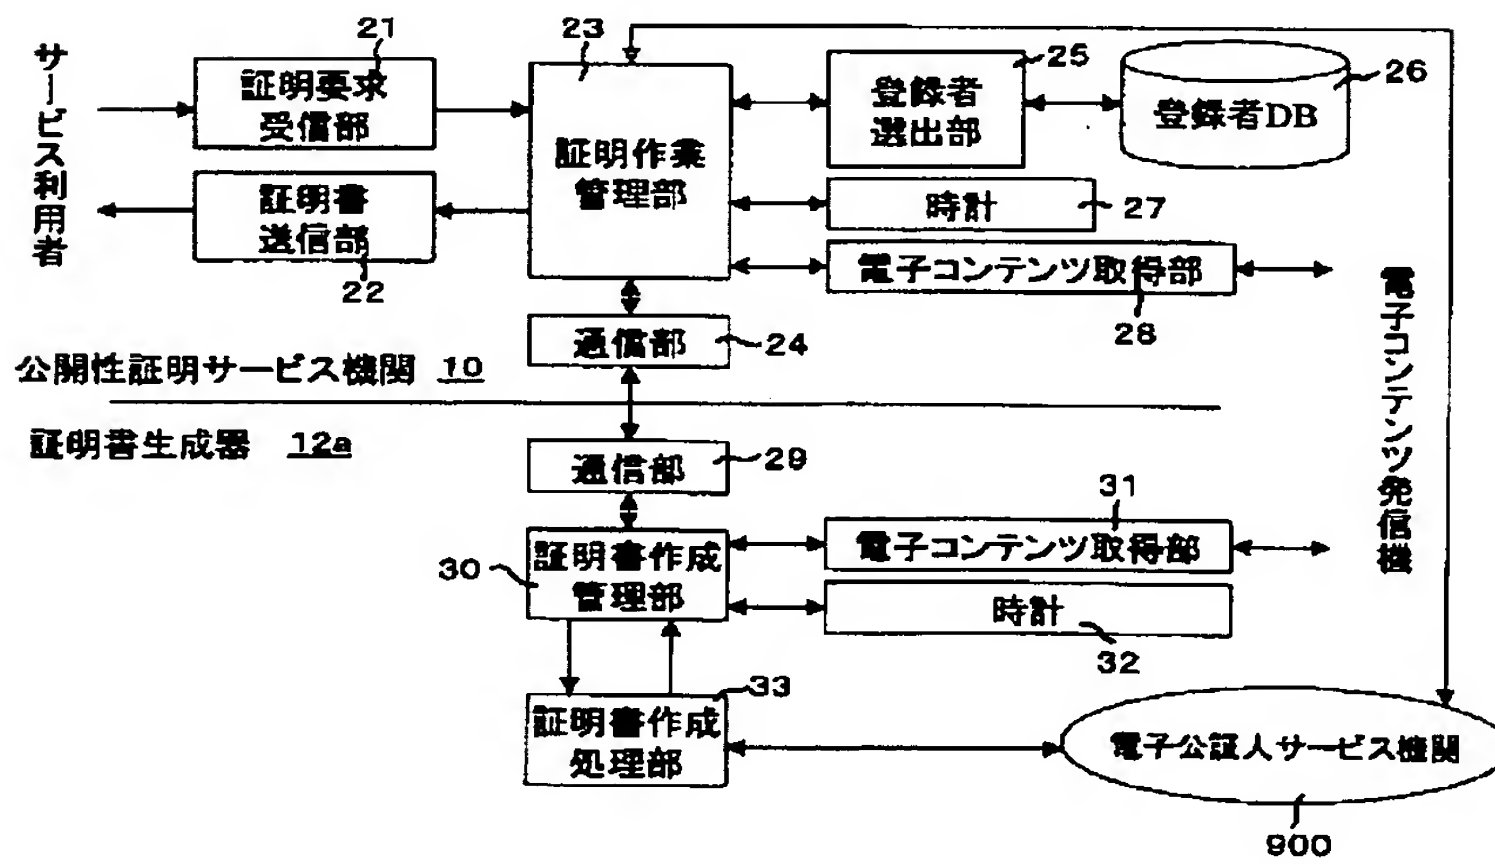 サービス利用者
21
証明要求
受信部
証明書
送信部
22
23
証明作業
管理部
25
登録者
選出部
26
登録者DB
時計
27
電子コンテンツ取得部
28
通信部
24
公開性証明サービス機関 10
電子コンテンツ発信機
証明書生成器 12a
通信部
29
30
証明書作成
管理部
31
電子コンテンツ取得部
時計
32
33
証明書作成
処理部
電子公証人サービス機関
900